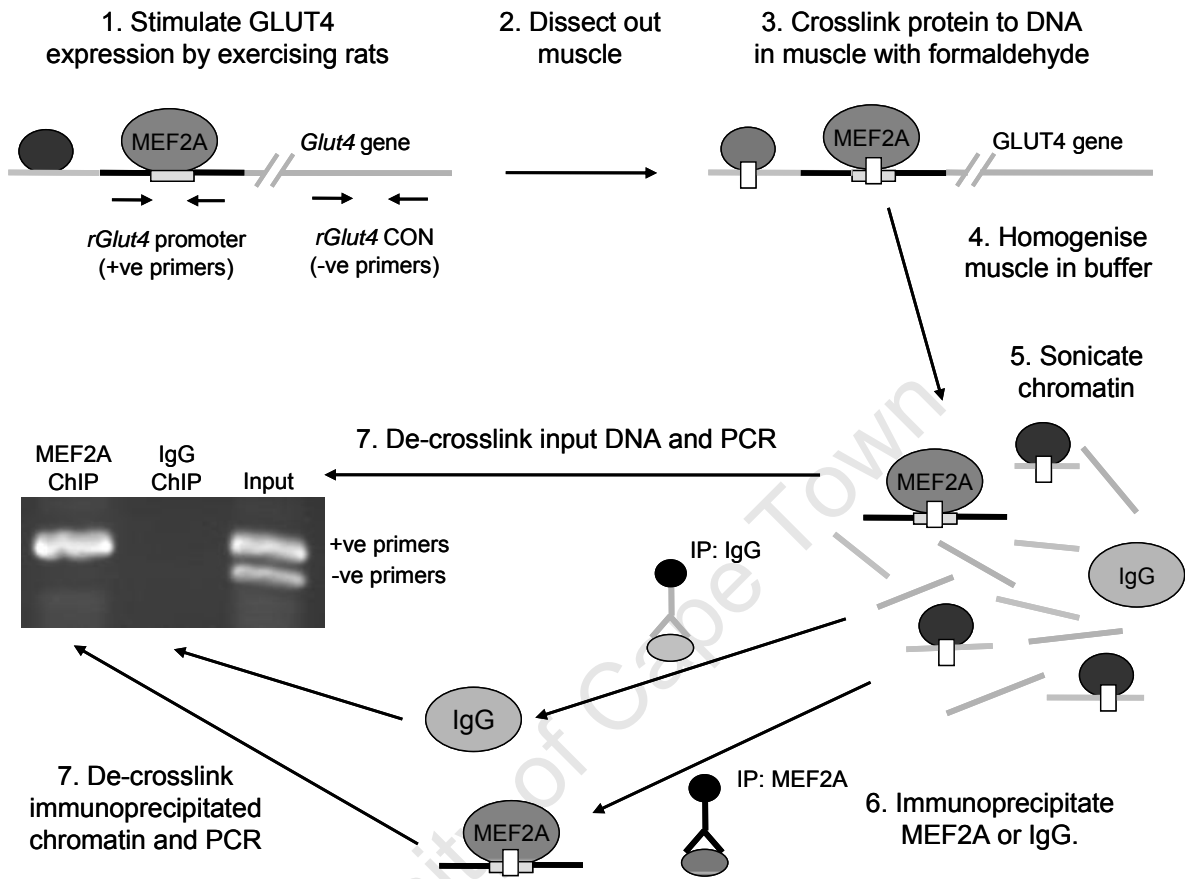 1. Stimulate GLUT4
expression by exercising rats
2. Dissect out
muscle
3. Crosslink protein to DNA
in muscle with formaldehyde
MEF2A
Glut4 gene
MEF2A
GLUT4 gene
rGlut4 promoter
(+ve primers)
rGlut4 CON
(-ve primers)
4. Homogenise
muscle in buffer
5. Sonicate
chromatin
7. De-crosslink input DNA and PCR
MEF2A
ChIP
IgG
ChIP
Input
+ve primers
-ve primers
MEF2A
IP: IgG
IgG
IgG
7. De-crosslink
immunoprecipitated
chromatin and PCR
IP: MEF2A
MEF2A
6. Immunoprecipitate
MEF2A or IgG.
ity of Cape Town